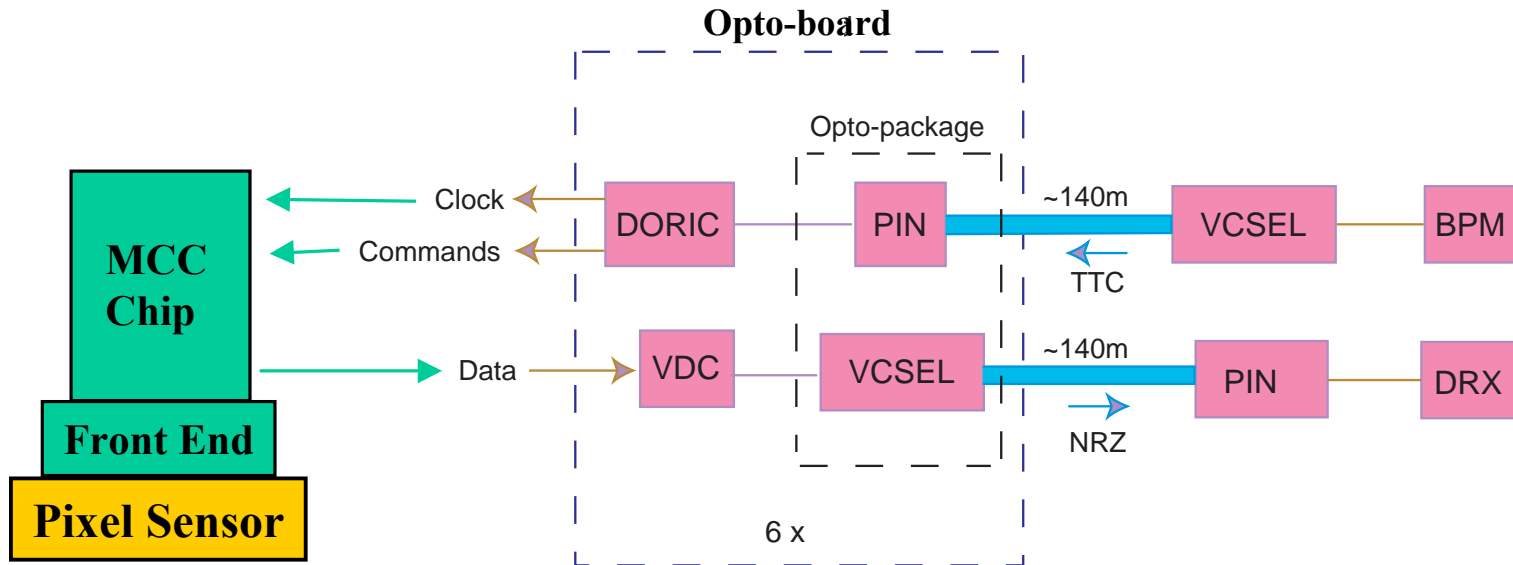 Opto-board
Opto-package
Clock
Commands
DORIC
PIN
~140m
TTC
VCSEL
BPM
MCC
Chip
Data
VDC
VCSEL
~140m
NRZ
PIN
DRX
Front End
Pixel Sensor
6 x